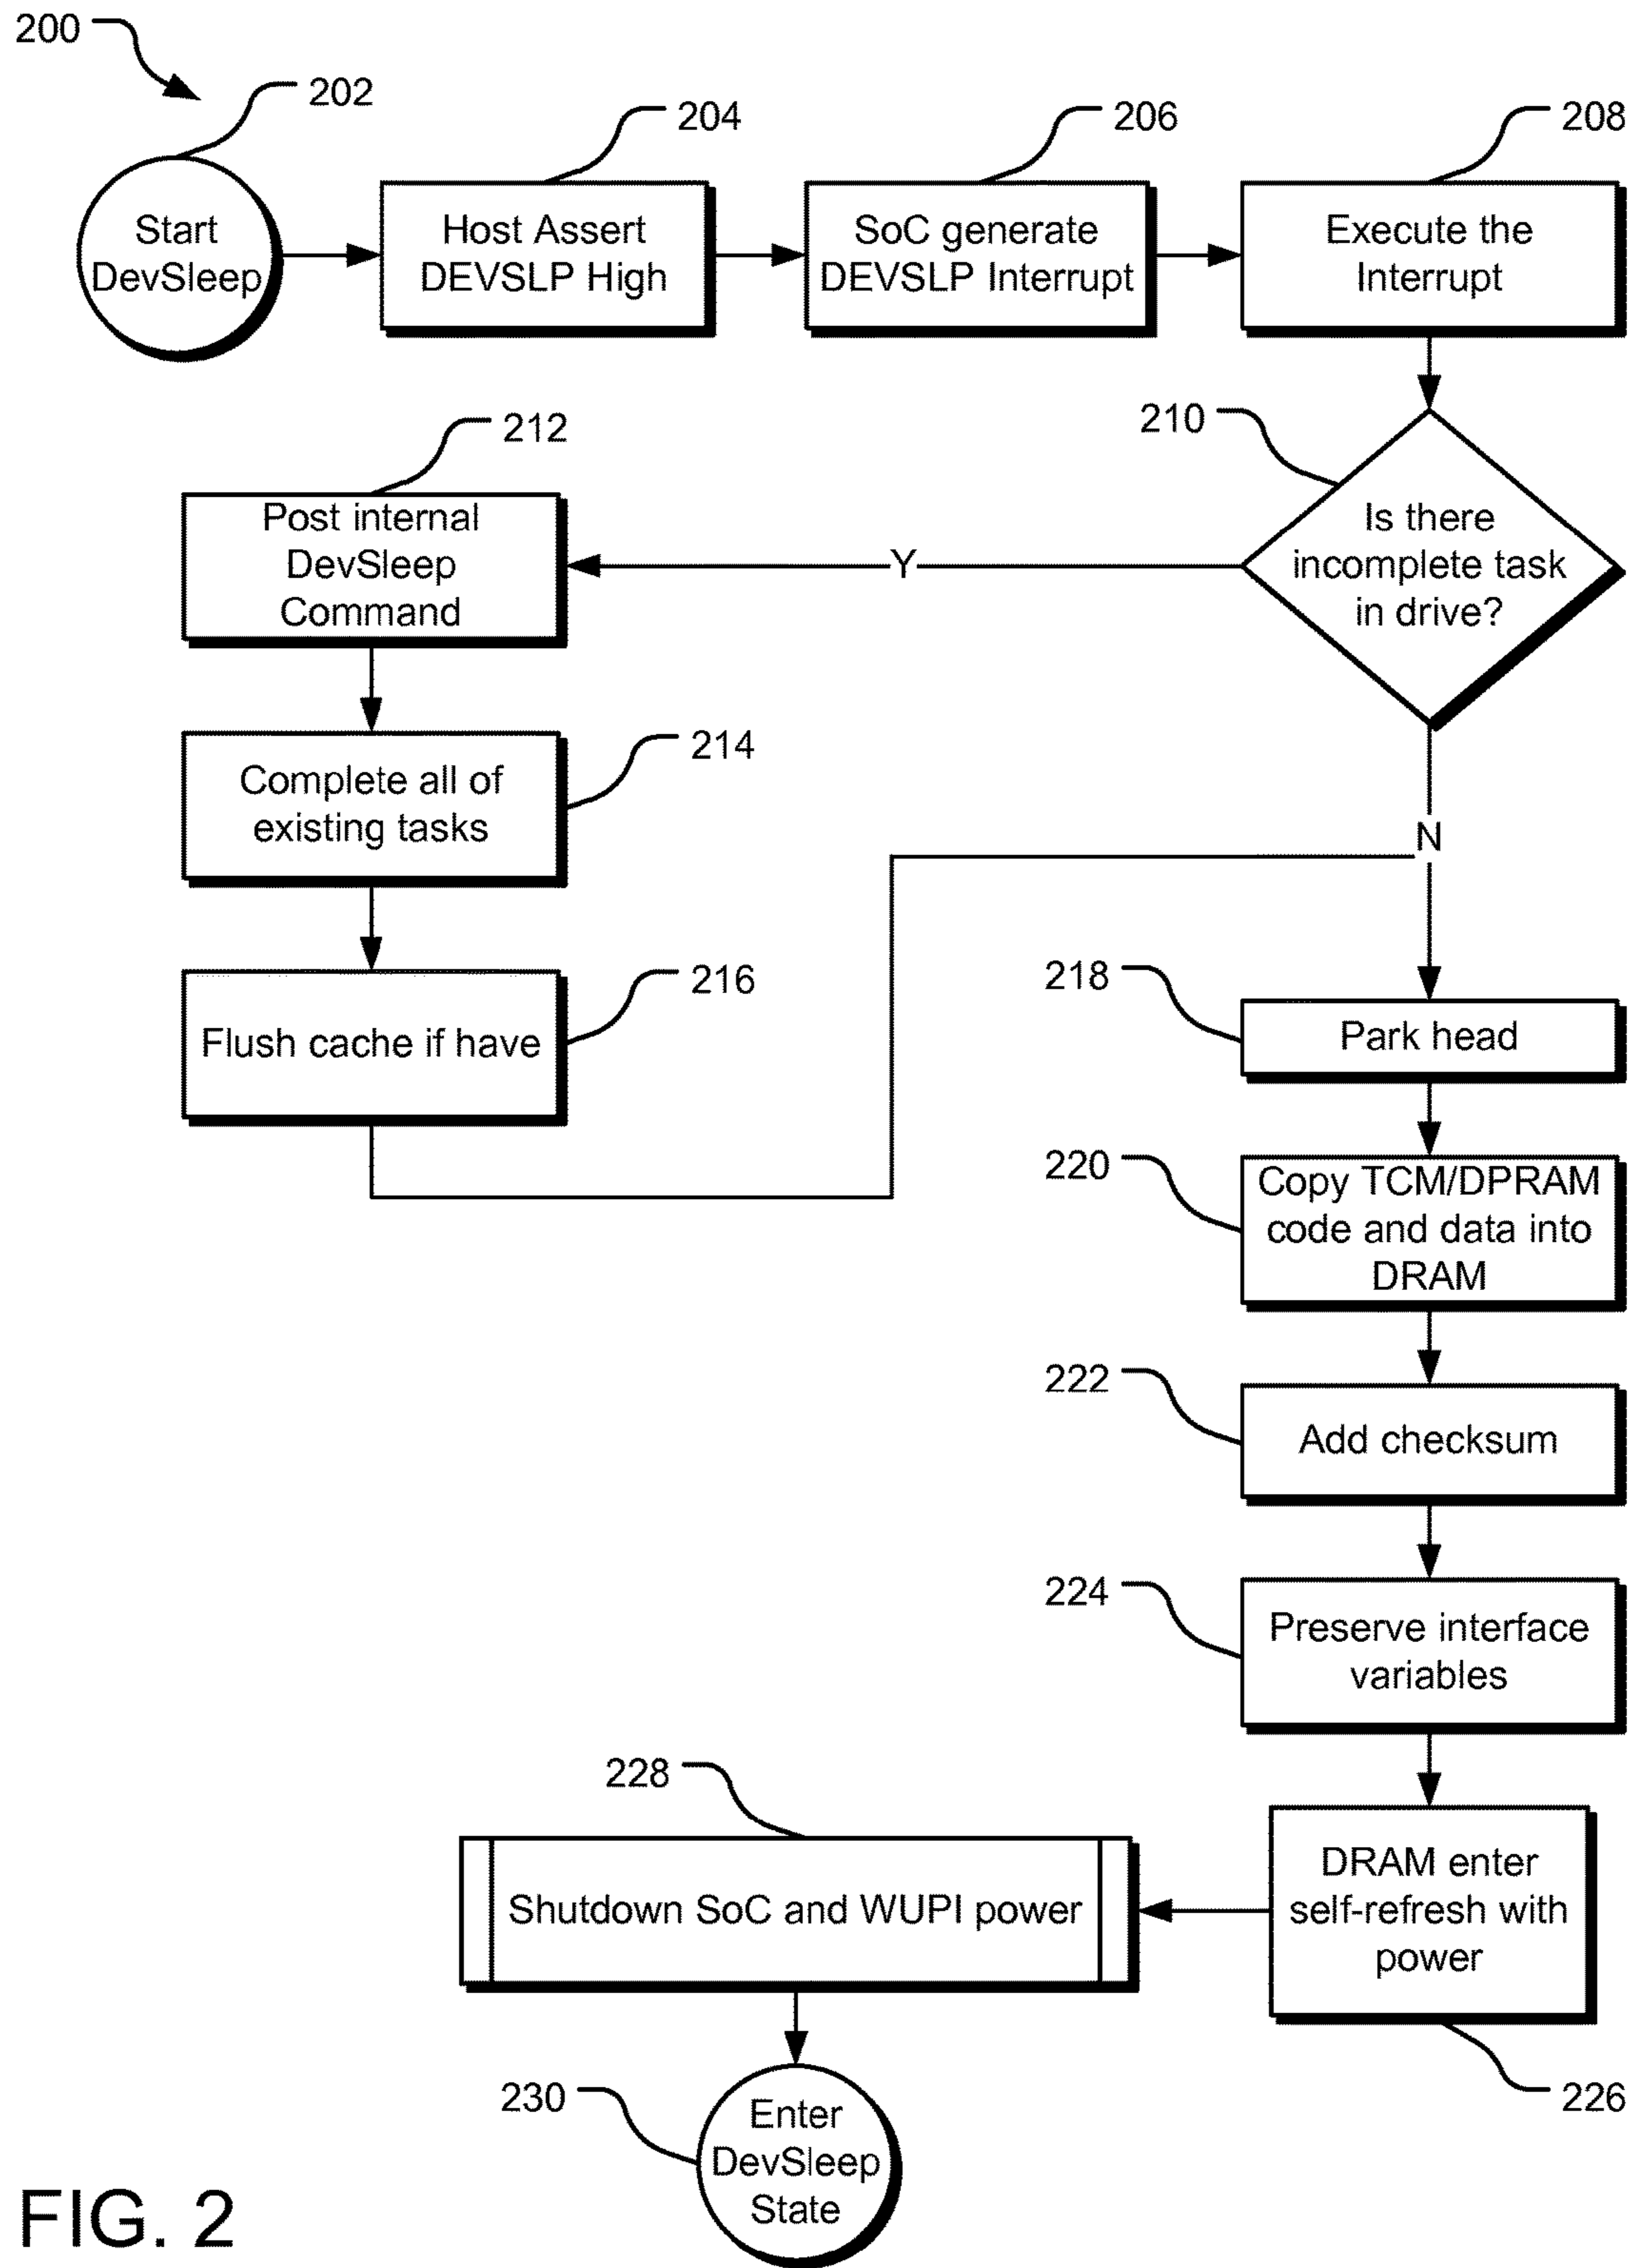 200
202
204
206
208
Start
DevSleep
Host Assert
DEVSLP High
SoC generate
DEVSLP Interrupt
Execute the
Interrupt
210
Is there
incomplete task
in drive?
Y
N
212
Post internal
DevSleep
Command
214
Complete all of
existing tasks
216
Flush cache if have
218
Park head
220
Copy TCM/DPRAM
code and data into
DRAM
222
Add checksum
224
Preserve interface
variables
226
DRAM enter
self-refresh with
power
228
Shutdown SoC and WUPI power
230
Enter
DevSleep
State
FIG. 2